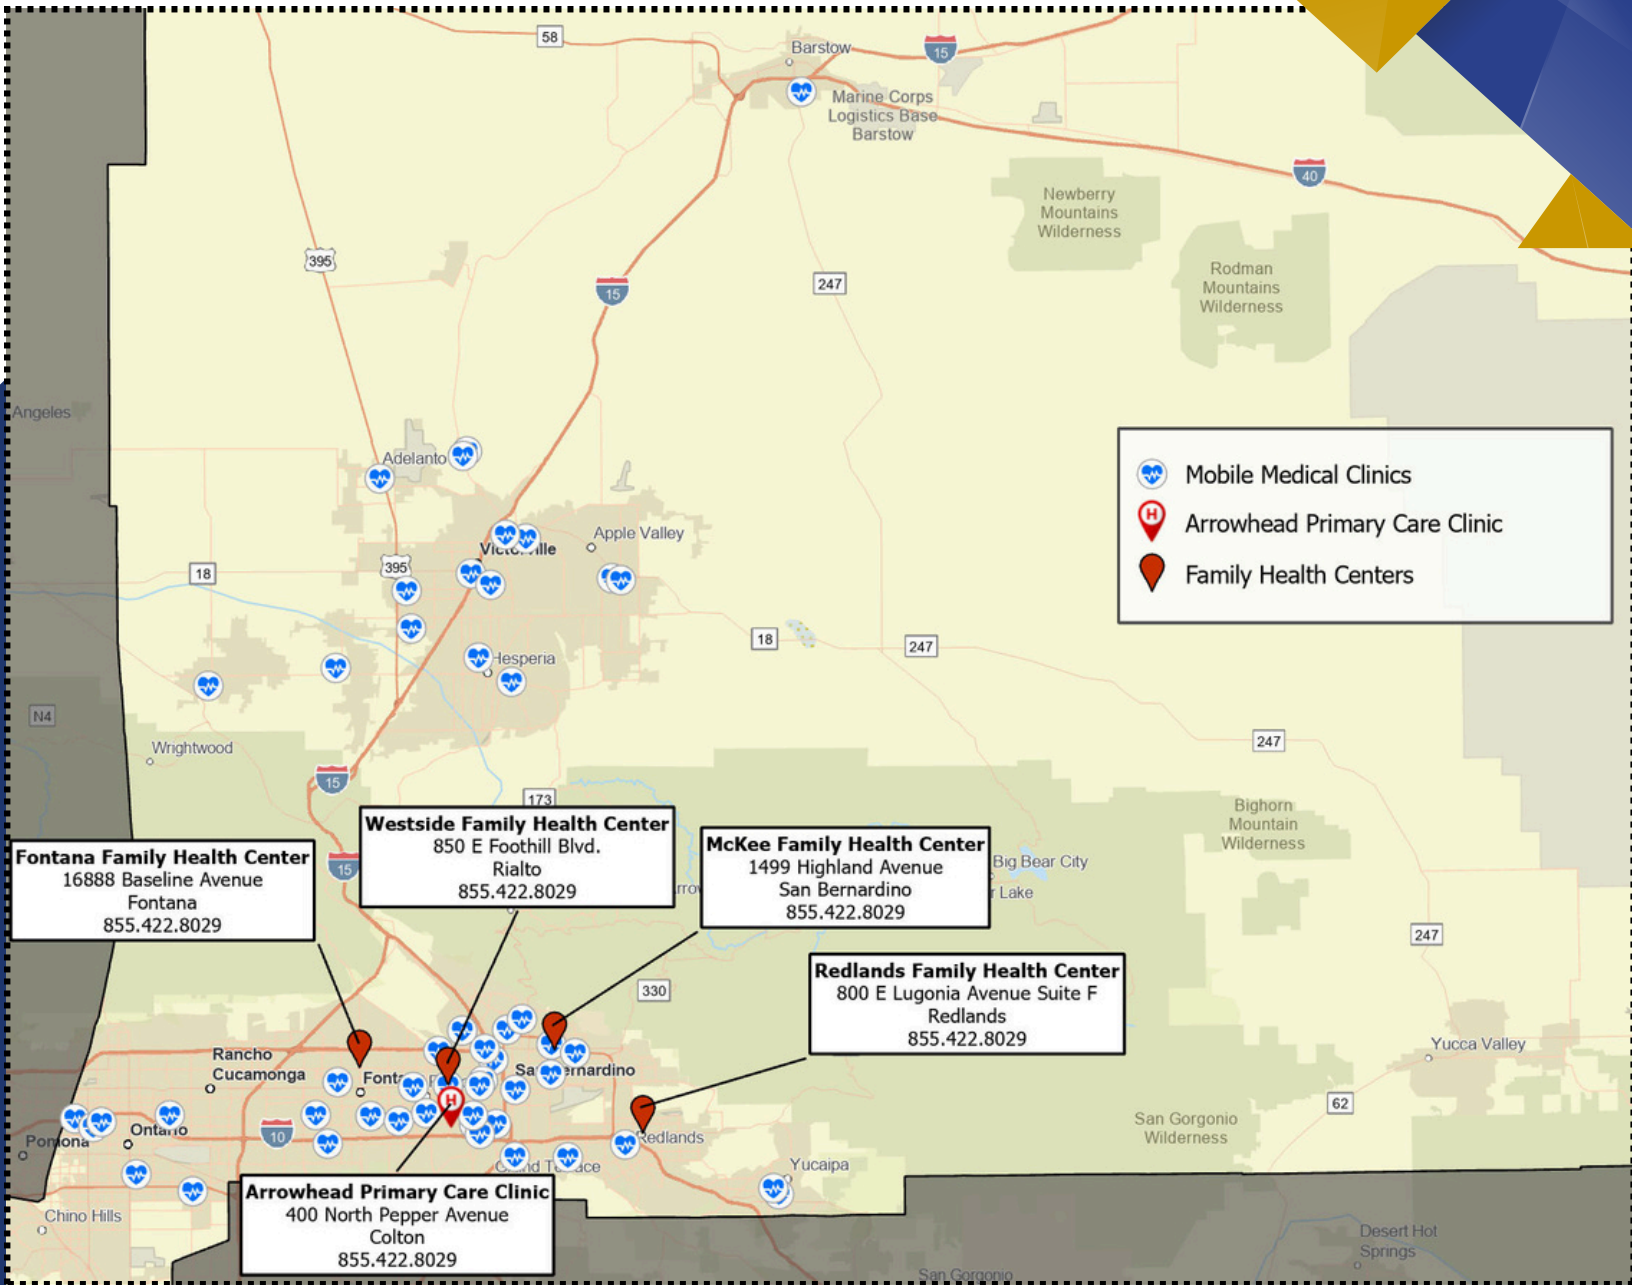 58
Barstow
15
Marine Corps
Logistics Base
Barstow
40
Newberry
Mountains
Wilderness
395
Rodman
Mountains
Wilderness
15
247
Angeles
Adelanto
Mobile Medical Clinics
Arrowhead Primary Care Clinic
Family Health Centers
Apple Valley
395
18
18
247
Hesperia
N4
Wrightwood
247
15
173
Bighorn
Mountain
Wilderness
Westside Family Health Center
850 E Foothill Blvd.
Rialto
855.422.8029
McKee Family Health Center
1499 Highland Avenue
San Bernardino
855.422.8029
Fontana Family Health Center
16888 Baseline Avenue
Fontana
855.422.8029
15
Big Bear City
Lake
247
Redlands Family Health Center
800 E Lugonia Avenue Suite F
Redlands
855.422.8029
330
Rancho
Cucamonga
Yucca Valley
62
San Gorgonio
Wilderness
10
Pomona
Ontario
Redlands
Yucaipa
Arrowhead Primary Care Clinic
400 North Pepper Avenue
Colton
855.422.8029
Chino Hills
Desert Hot
Springs
San Gorgonio